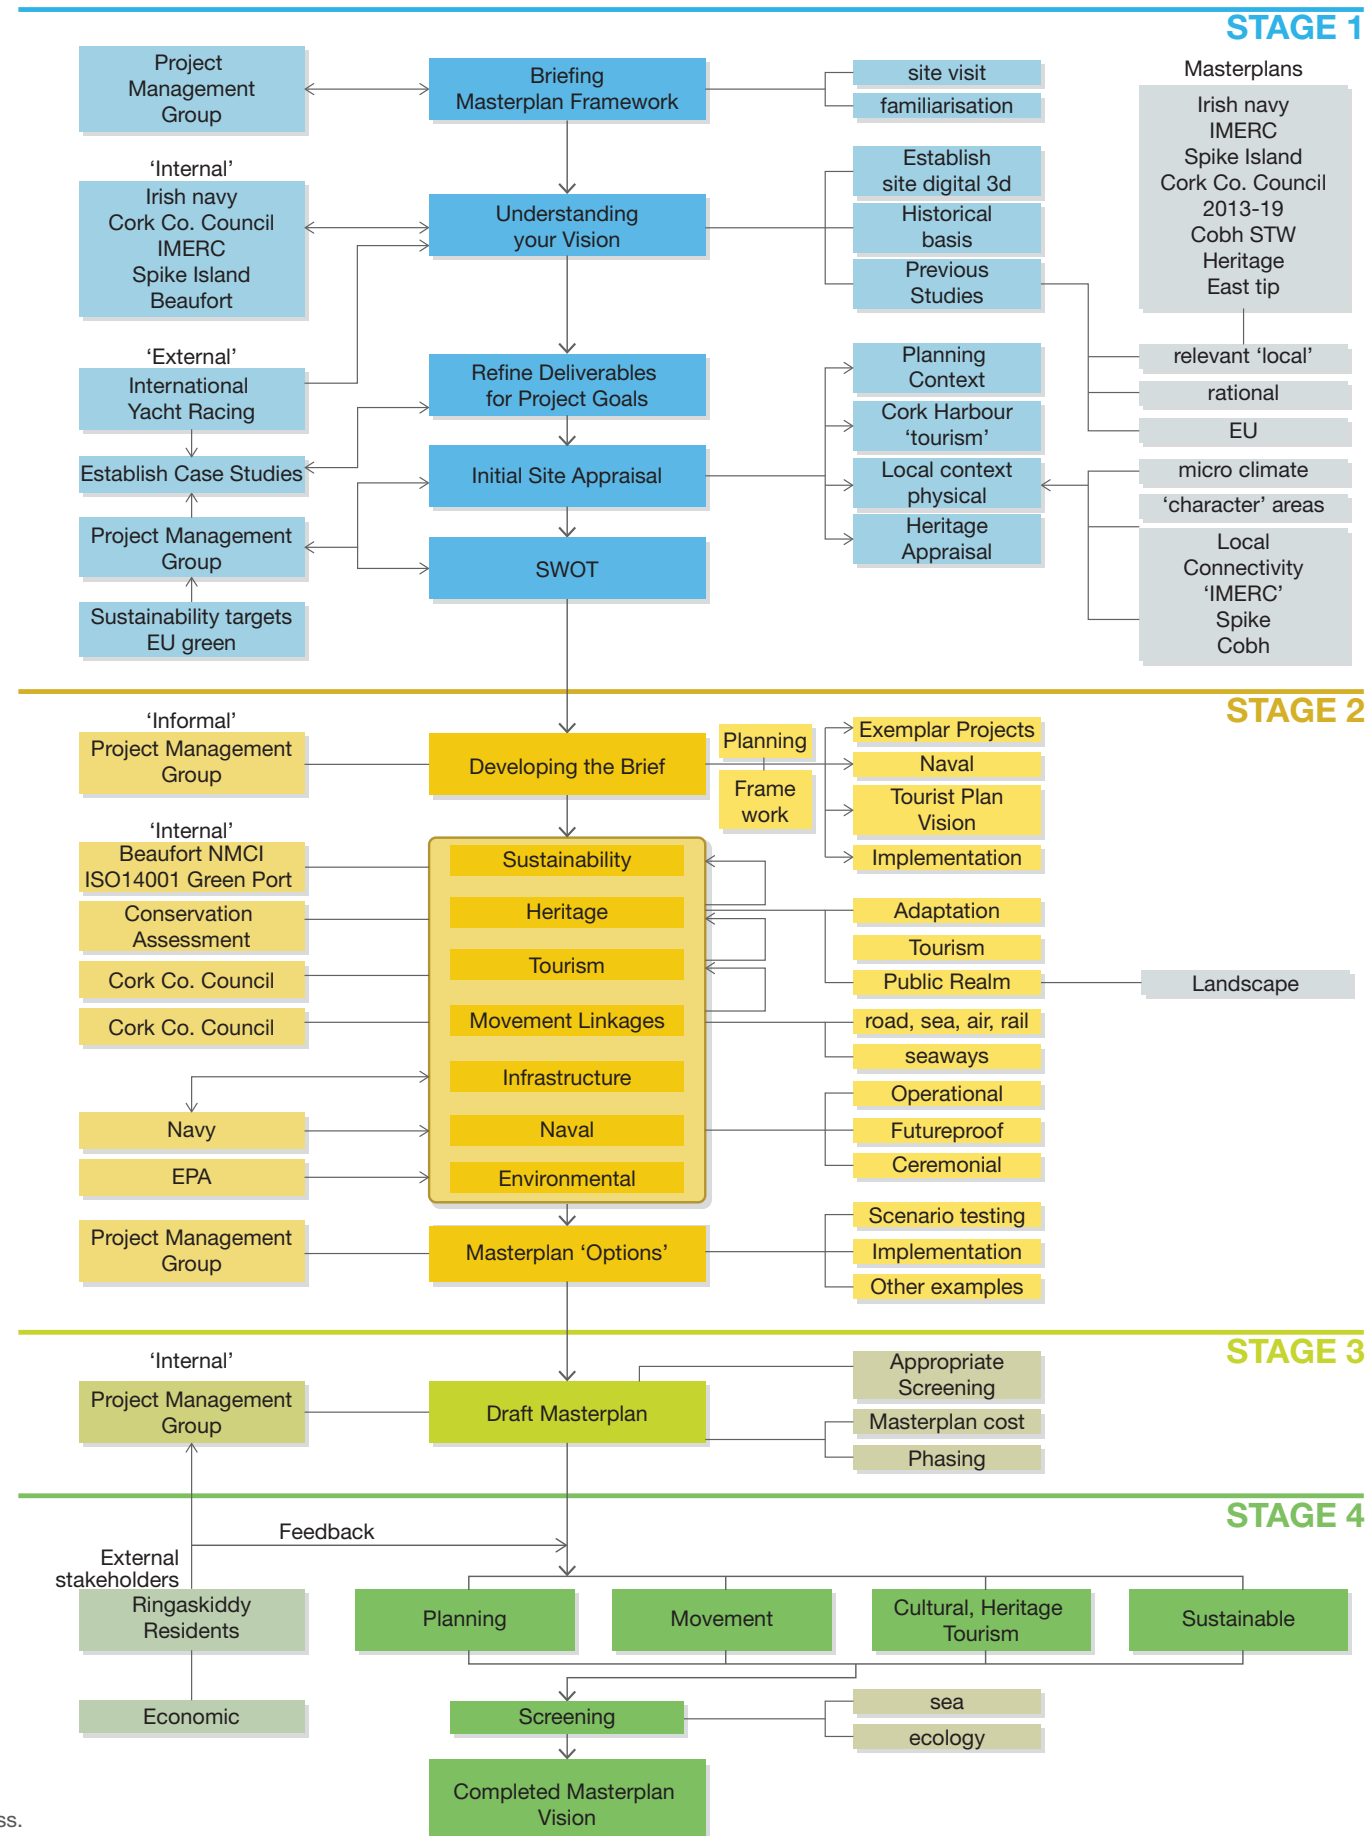 STAGE 1
Project
Management
Group
Briefing
Masterplan Framework
site visit
familiarisation
Masterplans
Irish navy
IMERC
Spike Island
Cork Co. Council
2013-19
Cobh STW
Heritage
East tip
‘Internal’
Irish navy
Cork Co. Council
IMERC
Spike Island
Beaufort
Understanding
your Vision
Establish
site digital 3d
Historical
basis
Previous
Studies
relevant ‘local’
rational
EU
‘External’
International
Yacht Racing
Refine Deliverables
for Project Goals
Planning
Context
Cork Harbour
‘tourism’
Establish Case Studies
Initial Site Appraisal
Local context
physical
Heritage
Appraisal
micro climate
‘character’ areas
Local
Connectivity
‘IMERC’
Spike
Cobh
Project Management
Group
SWOT
Sustainability targets
EU green
STAGE 2
‘Informal’
Project Management
Group
Developing the Brief
Planning
Frame
work
Exemplar Projects
Naval
Tourist Plan
Vision
Implementation
‘Internal’
Beaufort NMCI
ISO14001 Green Port
Sustainability
Conservation
Assessment
Heritage
Adaptation
Tourism
Public Realm
Landscape
Cork Co. Council
Tourism
Cork Co. Council
Movement Linkages
road, sea, air, rail
seaways
Infrastructure
Operational
Navy
Naval
Futureproof
Ceremonial
EPA
Environmental
Project Management
Group
Masterplan ‘Options’
Scenario testing
Implementation
Other examples
STAGE 3
‘Internal’
Project Management
Group
Draft Masterplan
Appropriate
Screening
Masterplan cost
Phasing
STAGE 4
Feedback
External
stakeholders
Ringaskiddy
Residents
Planning
Movement
Cultural, Heritage
Tourism
Sustainable
Economic
Screening
sea
ecology
Completed Masterplan
Vision
ss.